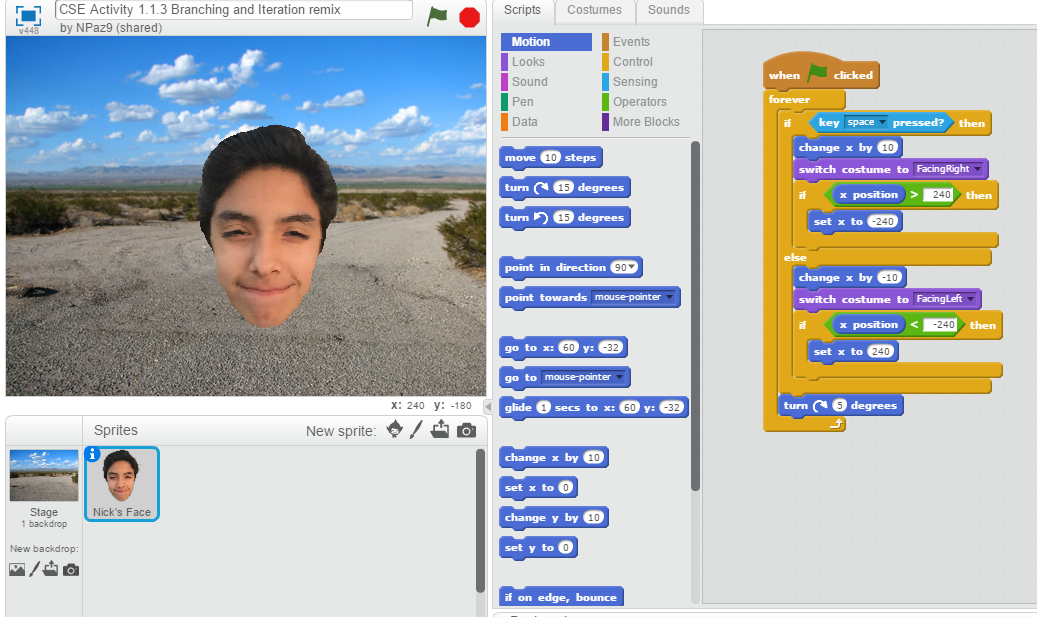 CSE Activity 1.1.3 Branching and Iteration remix
by NPaz9 (shared)
v448
x: 240 y: -180
Sprites
New sprite:
Stage
1 backdrop
New backdrop:
Nick's Face
Scripts
Costumes
Sounds
Motion
Events
Looks
Control
Sound
Sensing
Pen
Operators
Data
More Blocks
move 10 steps
turn 15 degrees
turn 15 degrees
point in direction 90
point towards mouse-pointer
go to x: 60 y: -32
go to mouse-pointer
glide 1 secs to x: 60 y: -32
change x by 10
set x to 0
change y by 10
set y to 0
if on edge, bounce
when clicked
forever
if key space pressed? then
change x by 10
switch costume to FacingRight
if x position > 240 then
set x to -240
else
change x by -10
switch costume to FacingLeft
if x position < -240 then
set x to 240
turn 5 degrees